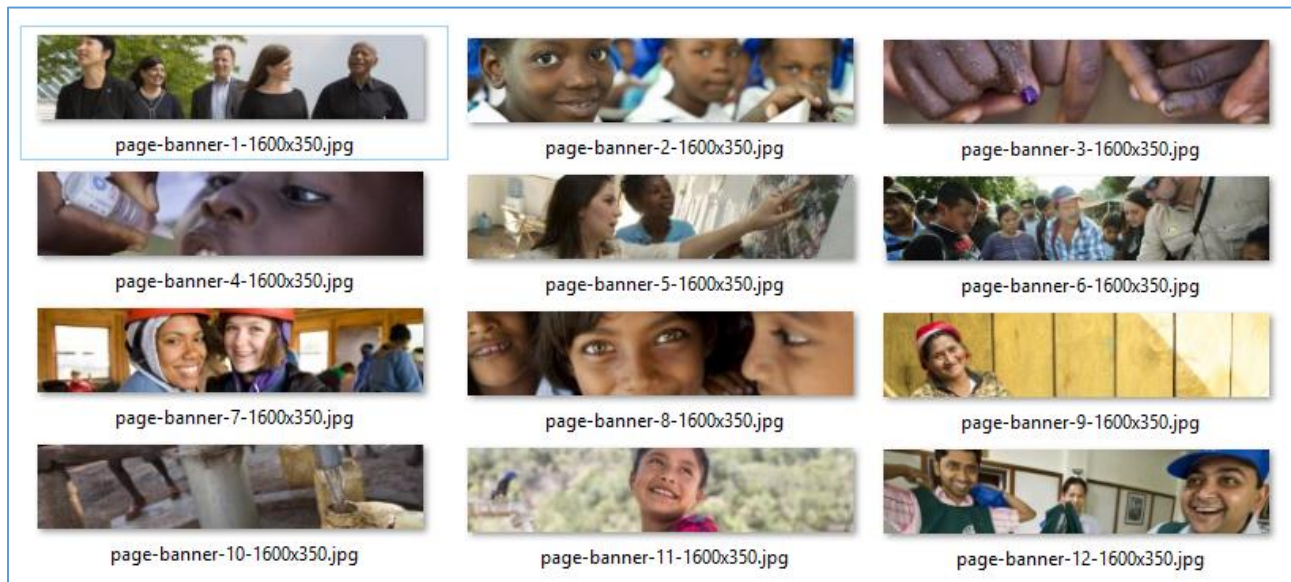 page-banner-1-1600x350.jpg
page-banner-2-1600x350.jpg
page-banner-3-1600x350.jpg
page-banner-4-1600x350.jpg
page-banner-5-1600x350.jpg
page-banner-6-1600x350.jpg
page-banner-7-1600x350.jpg
page-banner-8-1600x350.jpg
page-banner-9-1600x350.jpg
page-banner-10-1600x350.jpg
page-banner-11-1600x350.jpg
page-banner-12-1600x350.jpg